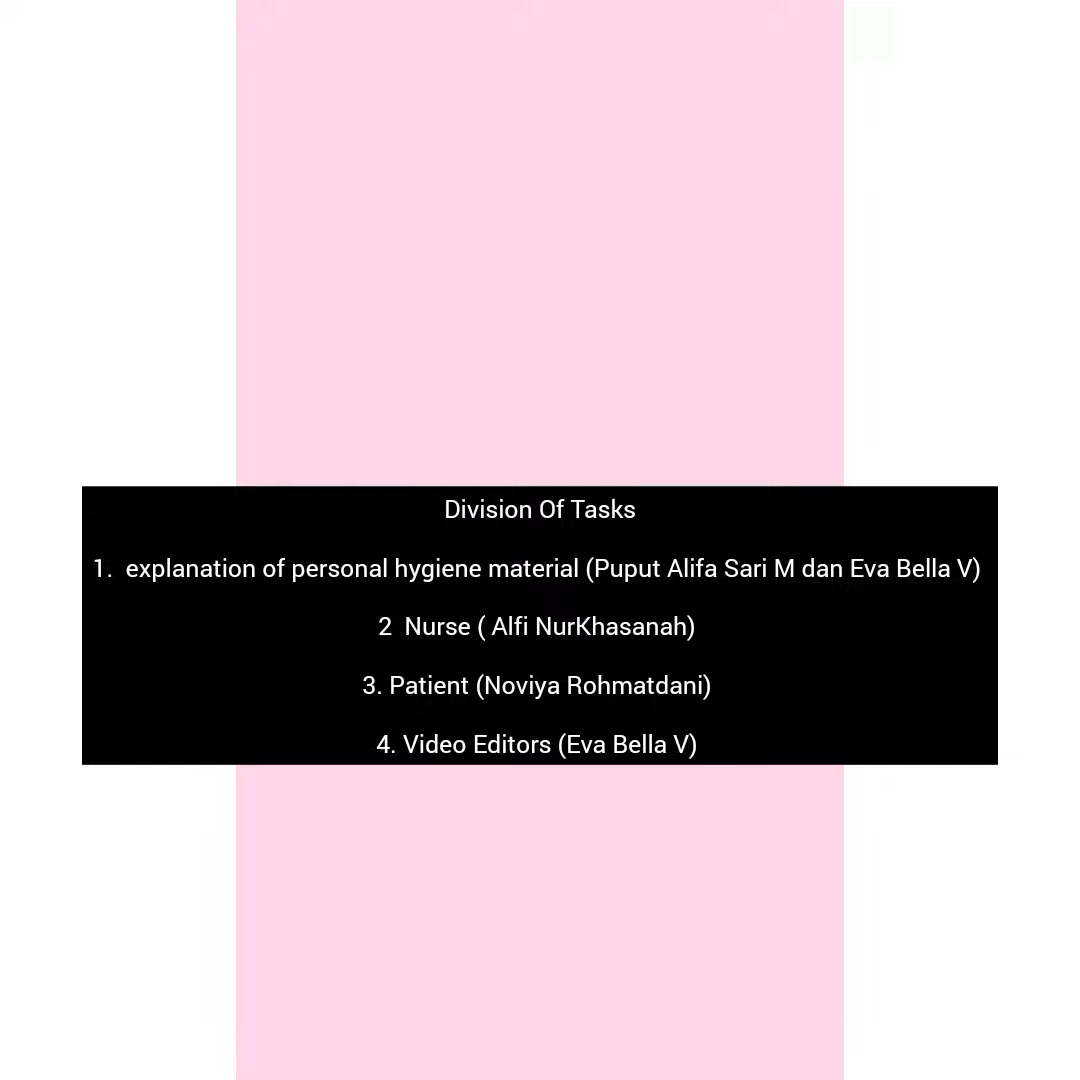 Division Of Tasks
1.  explanation of personal hygiene material (Puput Alifa Sari M dan Eva Bella V)
2  Nurse ( Alfi NurKhasanah)
3. Patient (Noviya Rohmatdani)
4. Video Editors (Eva Bella V)